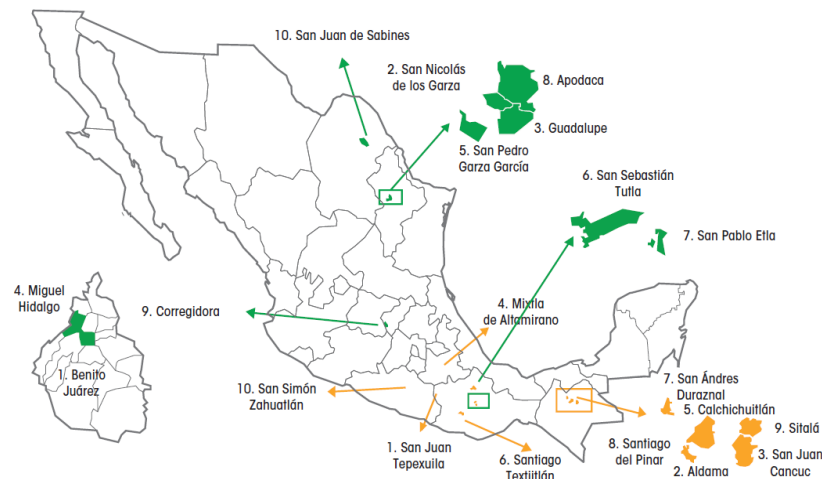 10. San Juan de Sabines
2. San Nicolás
de los Garza
8. Apodaca
3. Guadalupe
5. San Pedro
Garza García
6. San Sebastián
Tutla
7. San Pablo Etla
4. Miguel
Hidalgo
9. Corregidora
4. Mixtla
de Altamirano
1. Benito
Juárez
10. San Simón
Zahuatlán
7. San Ándres
Duraznal
5. Calchichuitlán
9. Sitalá
8. Santiago
del Pinar
3. San Juan
Cancuc
2. Aldama
1. San Juan
Tepexuila
6. Santiago
Textitlán